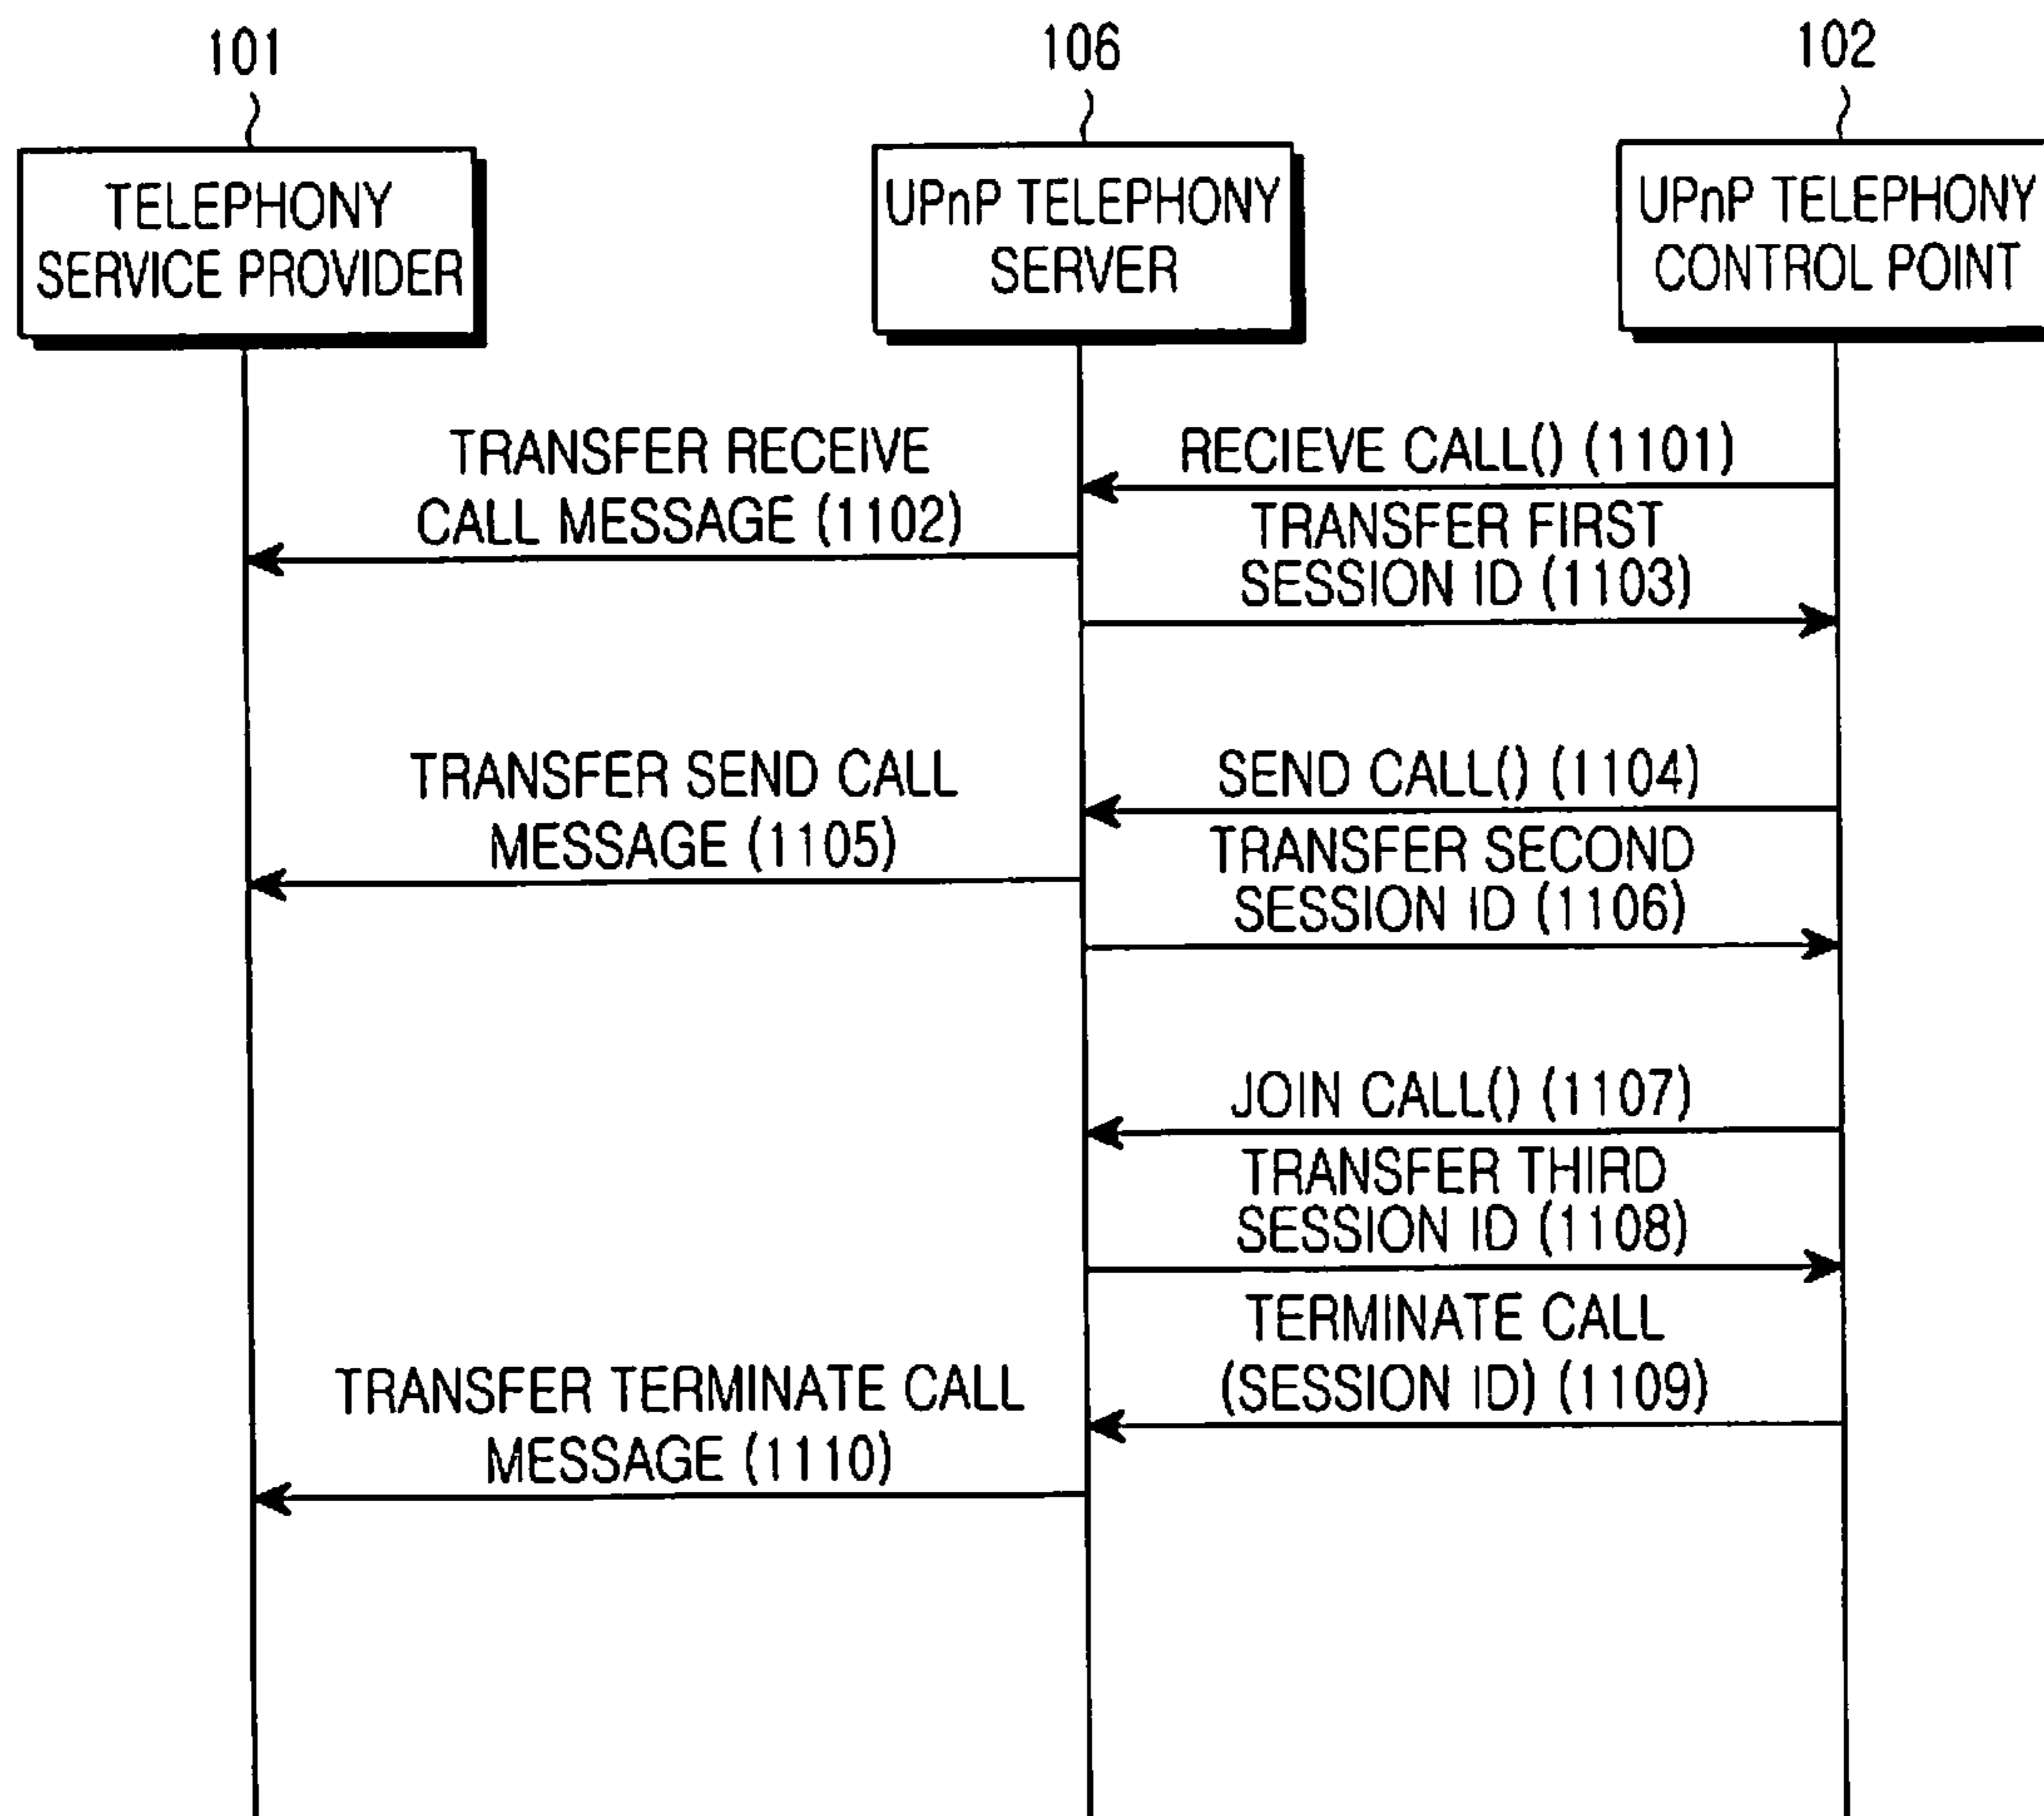 101
106
102
TELEPHONY
SERVICE PROVIDER
UPnP TELEPHONY
SERVER
UPnP TELEPHONY
CONTROL POINT
RECIEVE CALL() (1101)
TRANSFER RECEIVE
CALL MESSAGE (1102)
TRANSFER FIRST
SESSION ID (1103)
SEND CALL() (1104)
TRANSFER SEND CALL
MESSAGE (1105)
TRANSFER SECOND
SESSION ID (1106)
JOIN CALL() (1107)
TRANSFER THIRD
SESSION ID (1108)
TERMINATE CALL
(SESSION ID) (1109)
TRANSFER TERMINATE CALL
MESSAGE (1110)